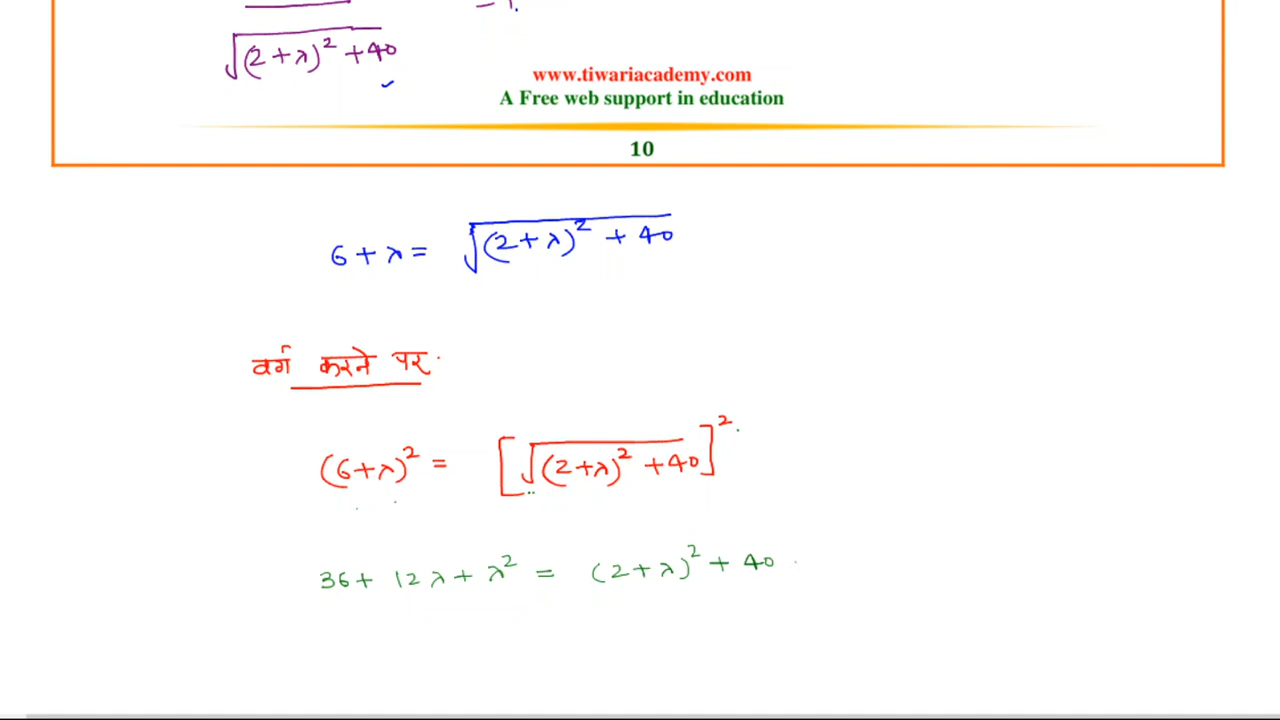 √(2+λ)² + 40
www.tiwariacademy.com
A Free web support in education
10
6 + λ = √(2+λ)² + 40
वर्ग करने पर
(6+λ)² = [√(2+λ)² + 40]²
36 + 12λ + λ² = (2+λ)² + 40